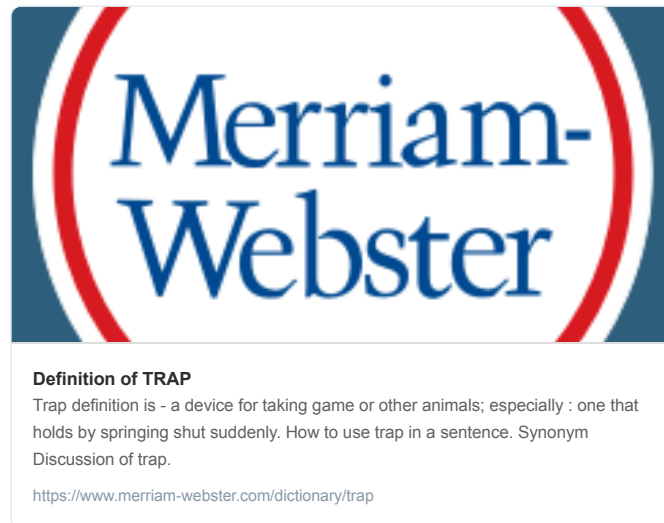 Merriam-
Webster
Definition of TRAP
Trap definition is - a device for taking game or other animals; especially : one that
holds by springing shut suddenly. How to use trap in a sentence. Synonym
Discussion of trap.
https://www.merriam-webster.com/dictionary/trap